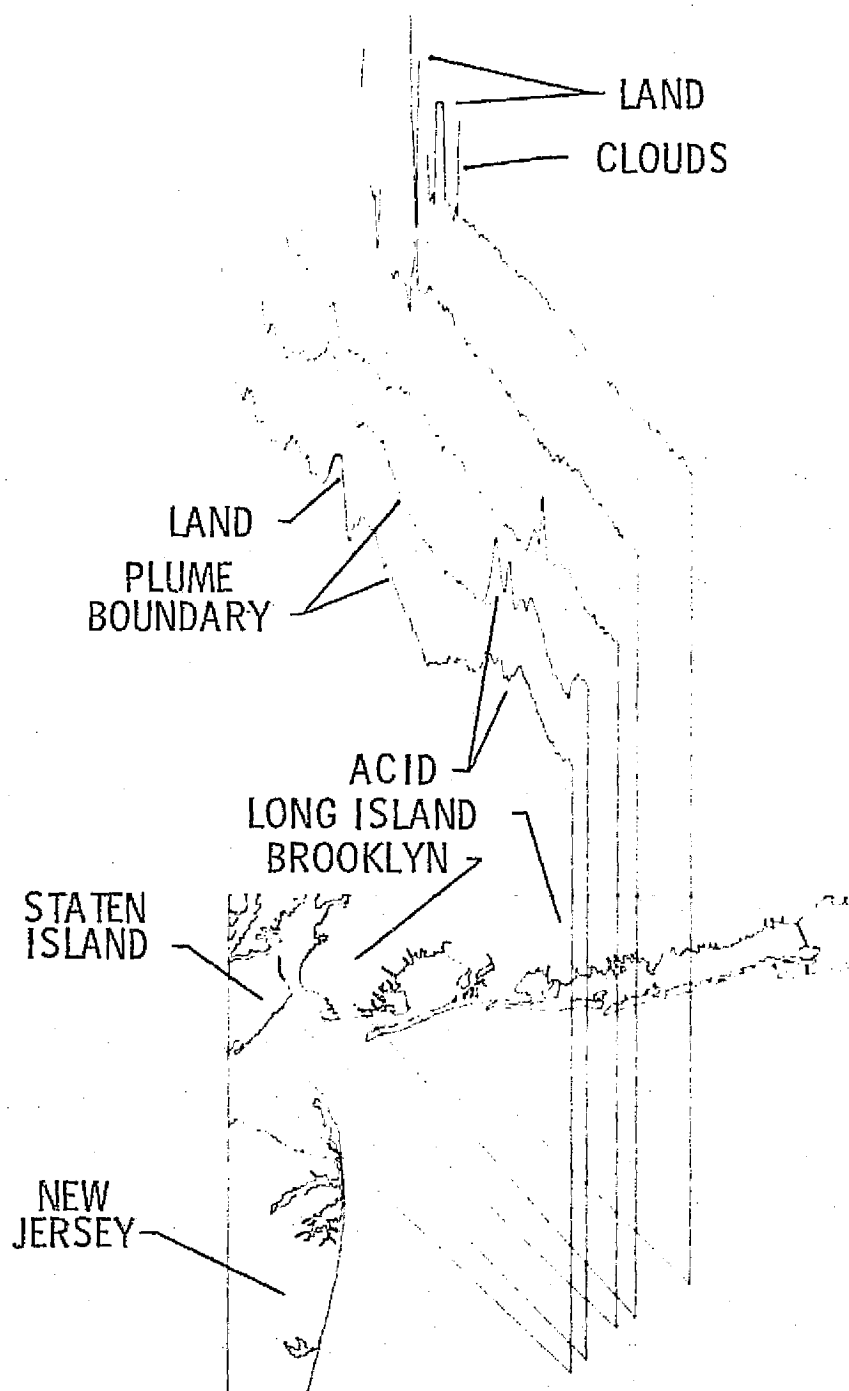 LAND
CLOUDS
LAND
PLUME
BOUNDARY
ACID
LONG ISLAND
BROOKLYN
STATEN
ISLAND
NEW
JERSEY